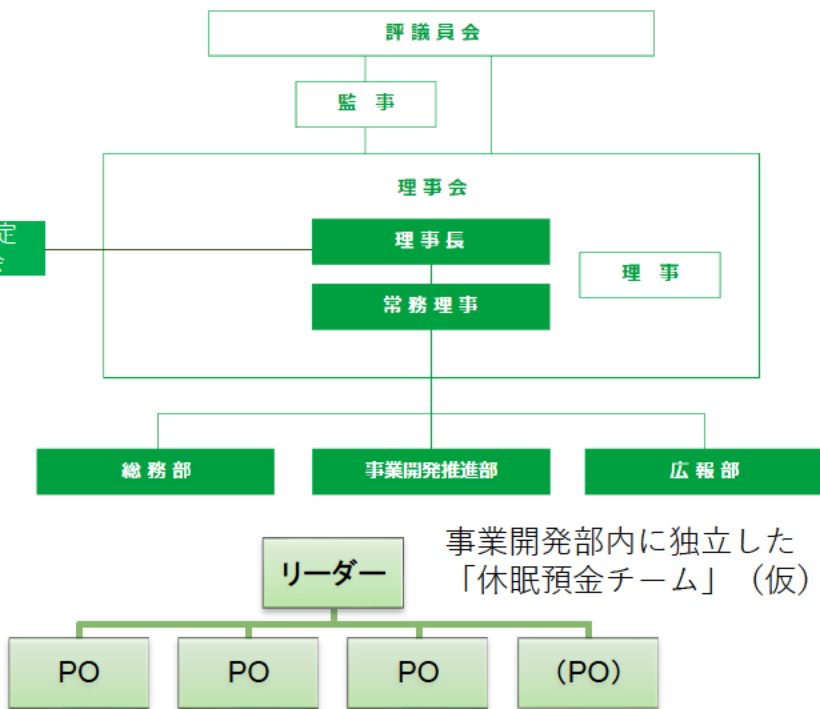 評議員会
監事
理事会
定
会
理事長
理事
常務理事
総務部
事業開発推進部
広報部
事業開発部内に独立した
「休眠預金チーム」（仮）
リーダー
PO
PO
PO
(PO)